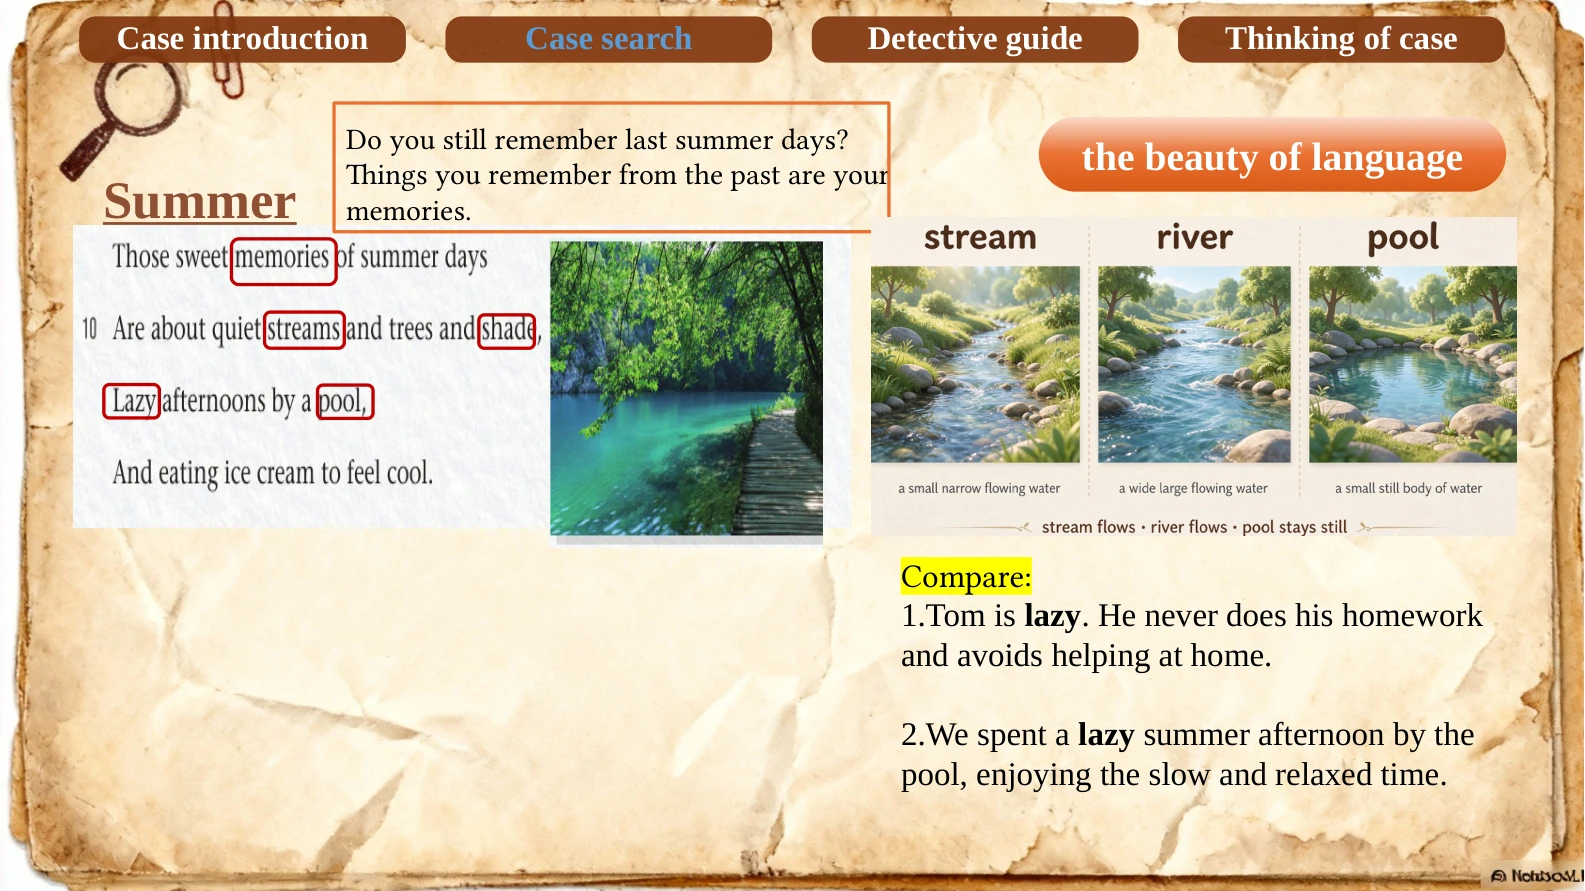 Case introduction
Case search
Detective guide
Thinking of case
Do you still remember last summer days?
Things you remember from the past are your
memories.
the beauty of language
Summer
Those sweet memories of summer days
10 Are about quiet streams and trees and shade,
Lazy afternoons by a pool,
And eating ice cream to feel cool.
stream
river
pool
a small narrow flowing water
a wide large flowing water
a small still body of water
stream flows • river flows • pool stays still
Compare:
1.Tom is lazy. He never does his homework
and avoids helping at home.
2.We spent a lazy summer afternoon by the
pool, enjoying the slow and relaxed time.